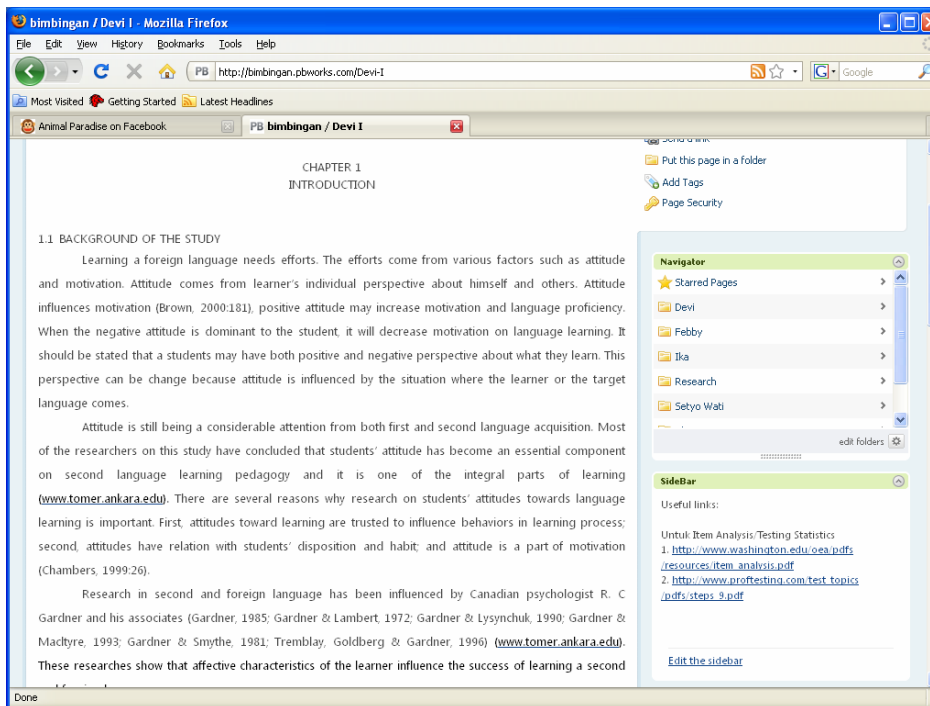 bimbingan / Devi I - Mozilla Firefox
File Edit View History Bookmarks Tools Help
PB http://bimbingan.pbworks.com/Devi-I
G Google
Most Visited Getting Started Latest Headlines
Animal Paradise on Facebook
PB bimbingan / Devi I
CHAPTER 1
INTRODUCTION
1.1 BACKGROUND OF THE STUDY
Learning a foreign language needs efforts. The efforts come from various factors such as attitude
and motivation. Attitude comes from learner's individual perspective about himself and others. Attitude
influences motivation (Brown, 2000:181), positive attitude may increase motivation and language proficiency.
When the negative attitude is dominant to the student, it will decrease motivation on language learning. It
should be stated that a students may have both positive and negative perspective about what they learn. This
perspective can be change because attitude is influenced by the situation where the learner or the target
language comes.
Attitude is still being a considerable attention from both first and second language acquisition. Most
of the researchers on this study have concluded that students' attitude has become an essential component
on second language learning pedagogy and it is one of the integral parts of learning
(www.tomer.ankara.edu). There are several reasons why research on students' attitudes towards language
learning is important. First, attitudes toward learning are trusted to influence behaviors in learning process;
second, attitudes have relation with students' disposition and habit; and attitude is a part of motivation
(Chambers, 1999:26).
Research in second and foreign language has been influenced by Canadian psychologist R. C
Gardner and his associates (Gardner, 1985; Gardner & Lambert, 1972; Gardner & Lysynchuk, 1990; Gardner &
MacItyre, 1993; Gardner & Smythe, 1981; Tremblay, Goldberg & Gardner, 1996) (www.tomer.ankara.edu).
These researches show that affective characteristics of the learner influence the success of learning a second
Put this page in a folder
Add Tags
Page Security
Navigator
Starred Pages
Devi
Febby
Ika
Research
Setyo Wati
edit folders
SideBar
Useful links:
Untuk Item Analysis/Testing Statistics
1. http://www.washington.edu/oea/pdfs
/resources/item_analysis.pdf
2. http://www.proftesting.com/test_topics
/pdfs/steps_9.pdf
Edit the sidebar
Done